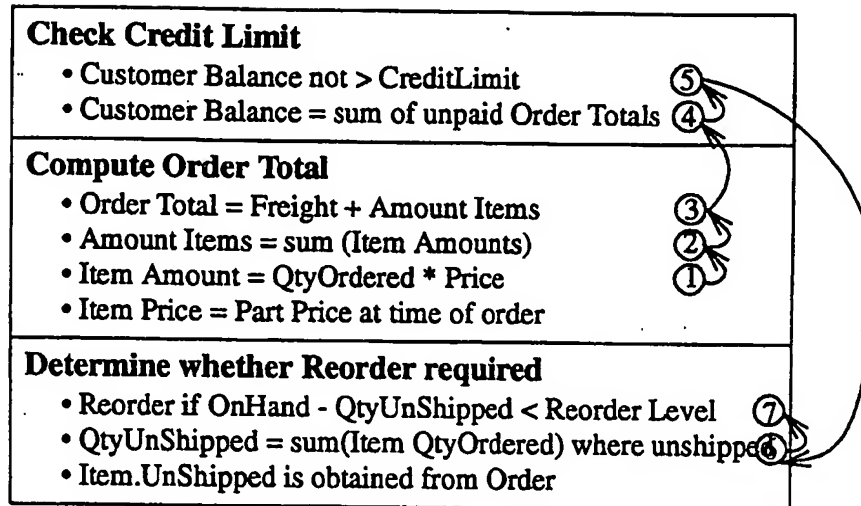 Check Credit Limit
• Customer Balance not > CreditLimit ⑤
• Customer Balance = sum of unpaid Order Totals ④
Compute Order Total
• Order Total = Freight + Amount Items ③
• Amount Items = sum (Item Amounts) ②
• Item Amount = QtyOrdered * Price ①
• Item Price = Part Price at time of order
Determine whether Reorder required
• Reorder if OnHand - QtyUnShipped < Reorder Level ⑦
• QtyUnShipped = sum(Item QtyOrdered) where unshipped ⑥
• Item.UnShipped is obtained from Order